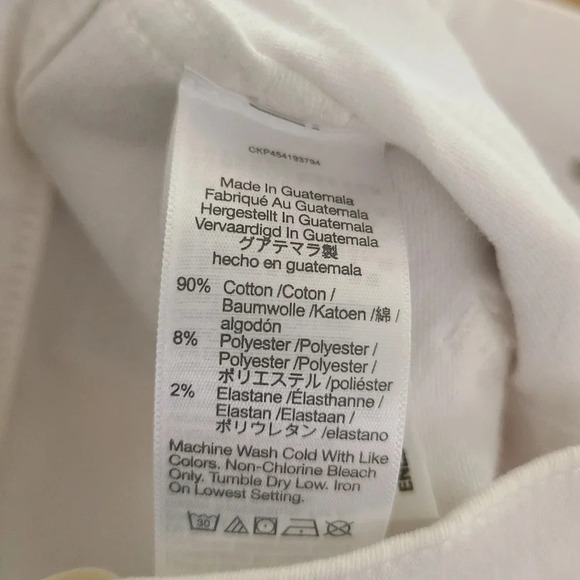 CKP454193794
Made In Guatemala
Fabriqué Au Guatemala
Hergestellt In Guatemala
Vervaardigd In Guatemala
グアテマラ製
hecho en guatemala
90% Cotton /Coton /
Baumwolle /Katoen /綿 /
algodón
8% Polyester /Polyester /
Polyester /Polyester /
ポリエステル /poliéster
2% Elastane /Élasthanne /
Elastan /Elastaan /
ポリウレタン /elastano
Machine Wash Cold With Like
Colors. Non-Chlorine Bleach
Only. Tumble Dry Low. Iron
On Lowest Setting.
30